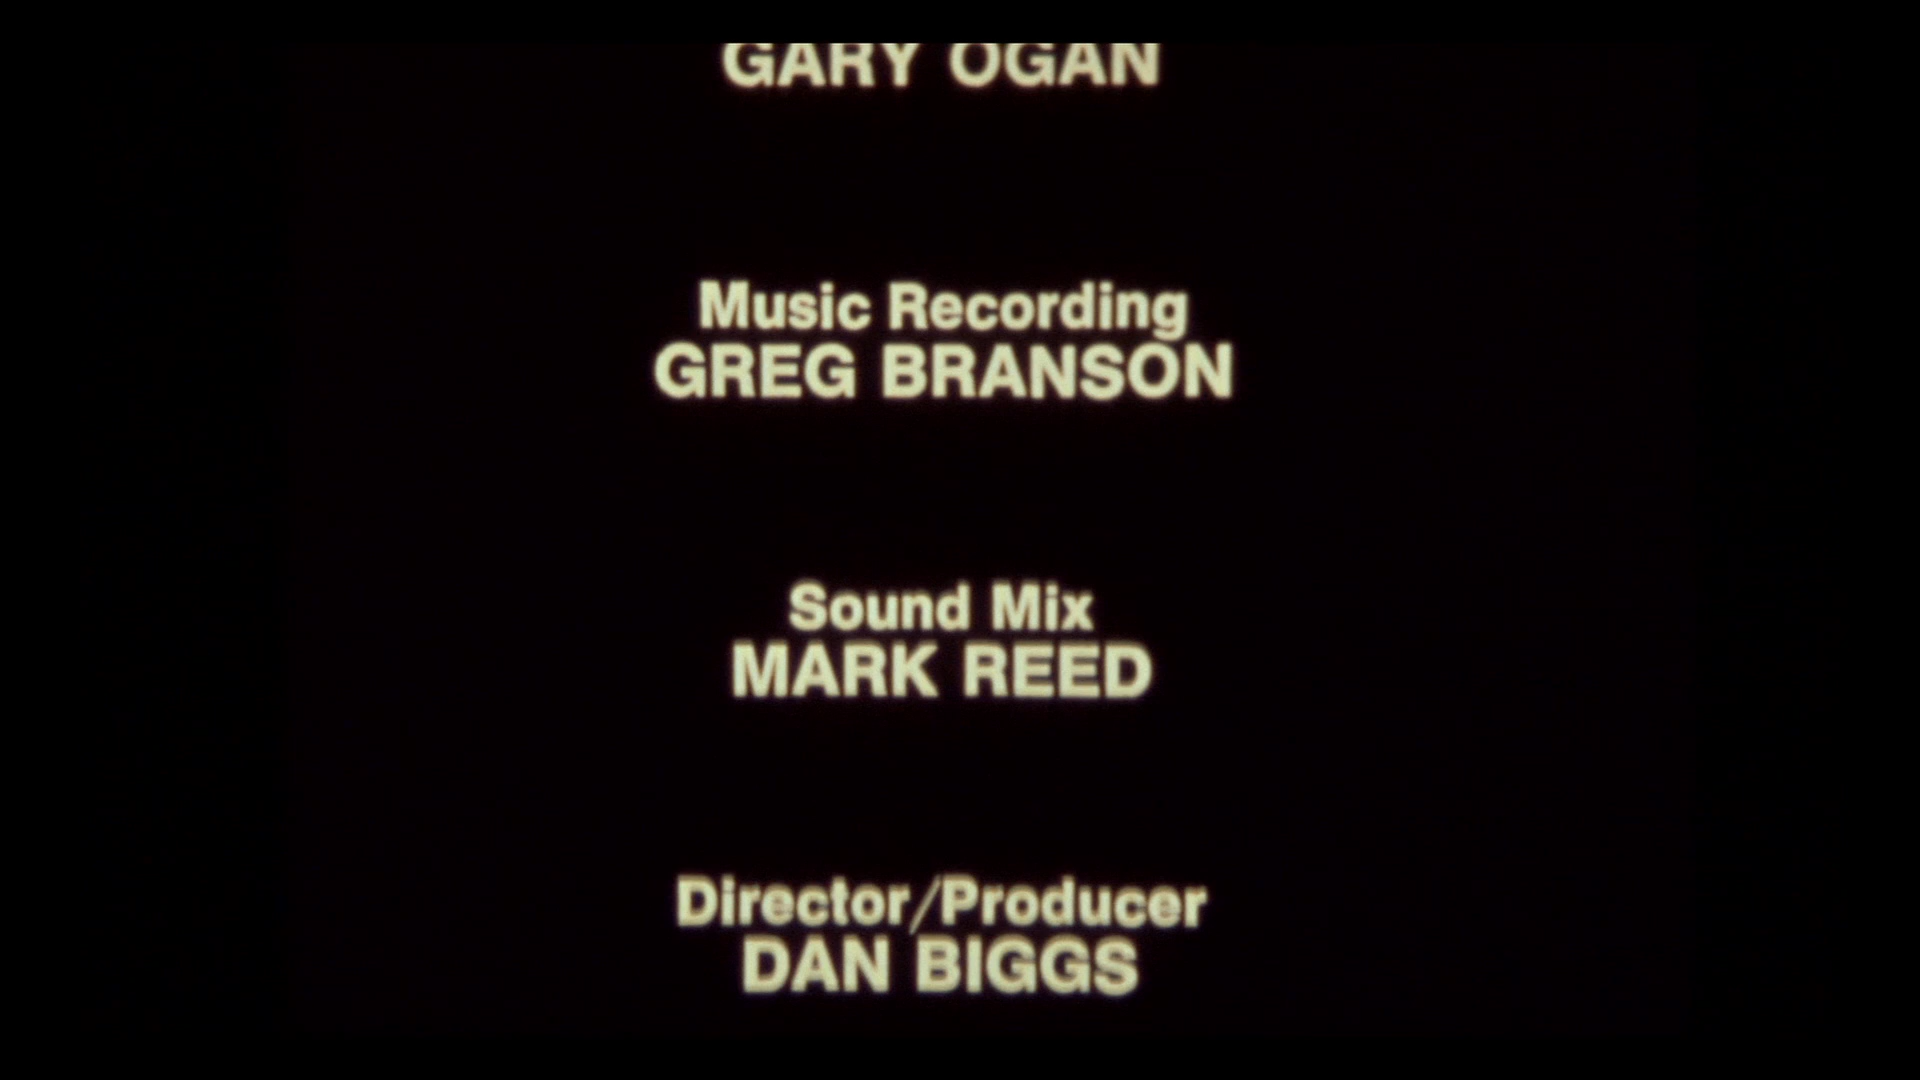 GARY OGAN
Music Recording
GREG BRANSON
Sound Mix
MARK REED
Director/Producer
DAN BIGGS